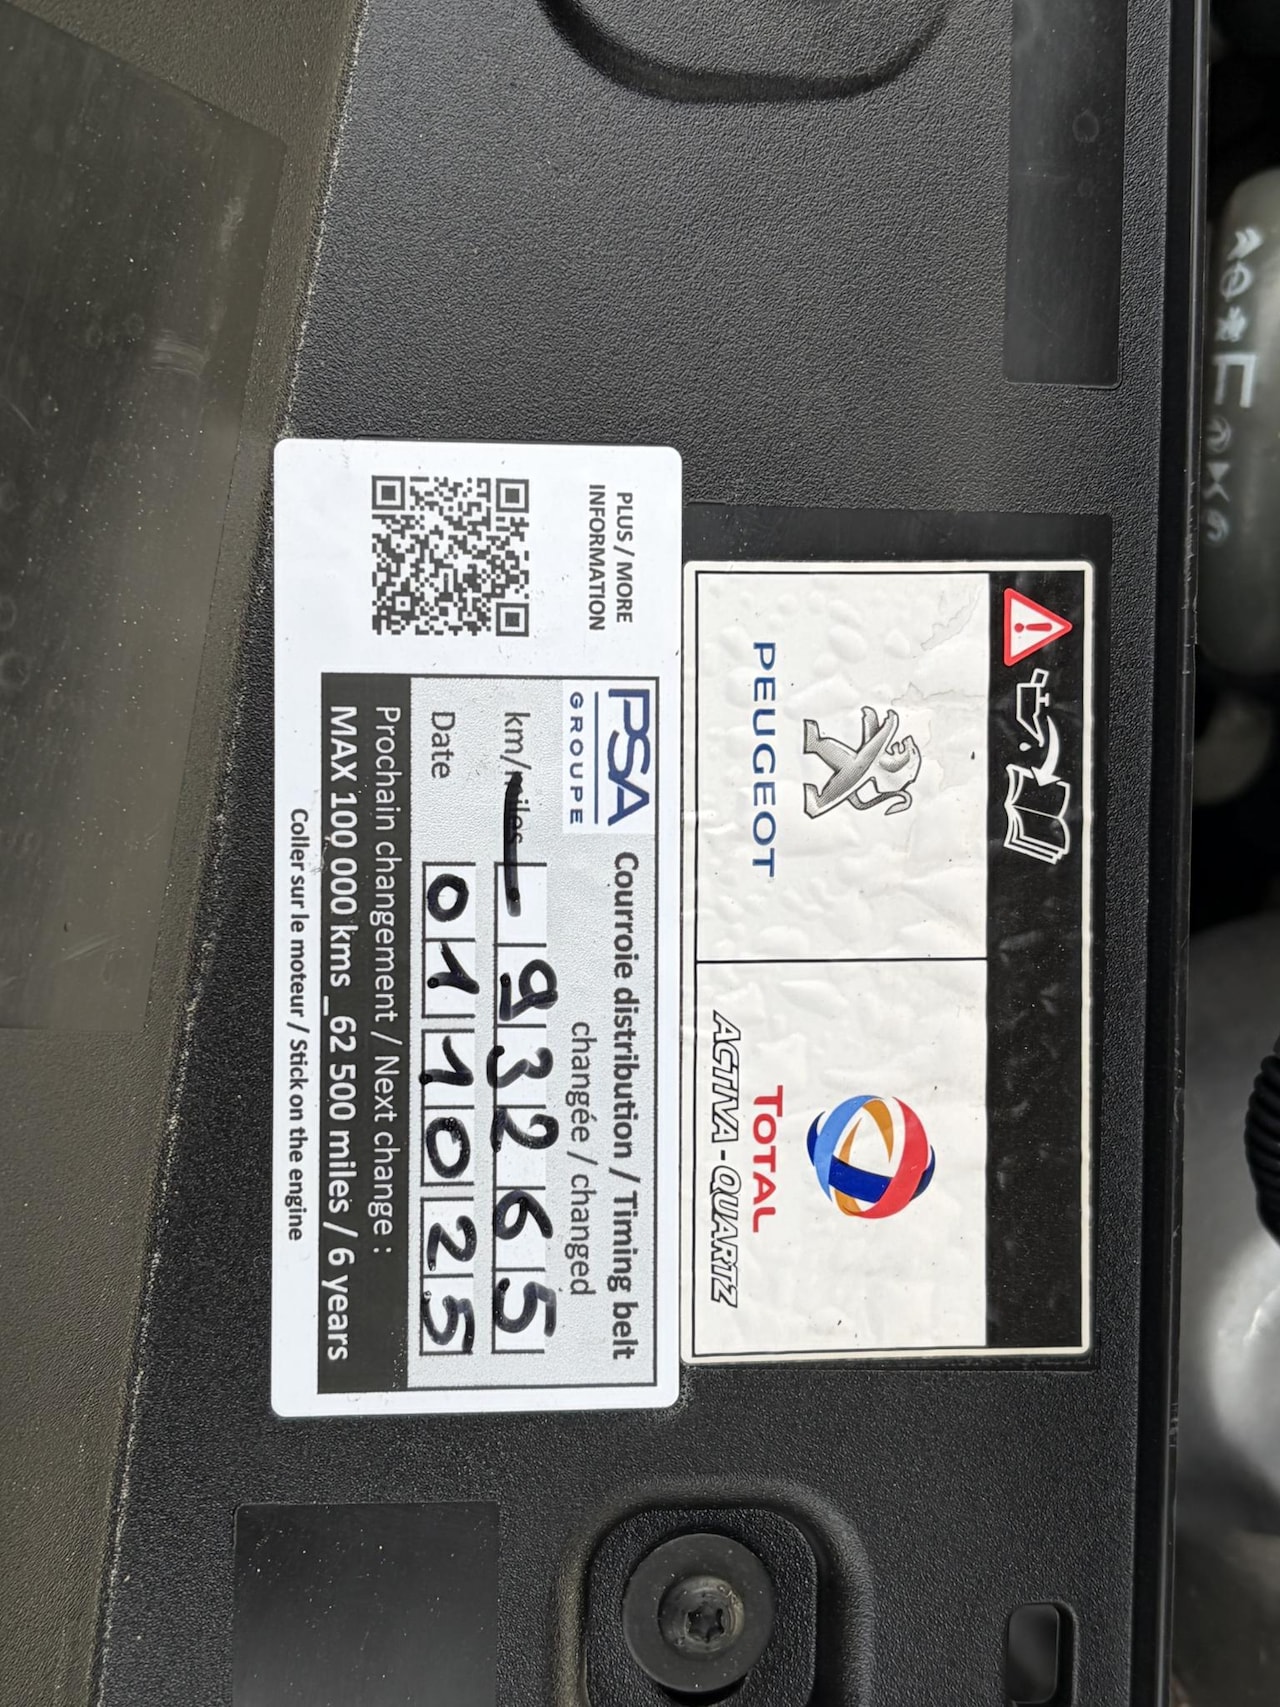 PEUGEOT
TOTAL
ACTIVA - QUARTZ
PLUS / MORE
INFORMATION
PSA
GROUPE
Courroie distribution / Timing belt
changée / changed
km/miles - 93265
Date 011025
Prochain changement / Next change :
MAX 100 000 kms _62 500 miles / 6 years
Coller sur le moteur / Stick on the engine